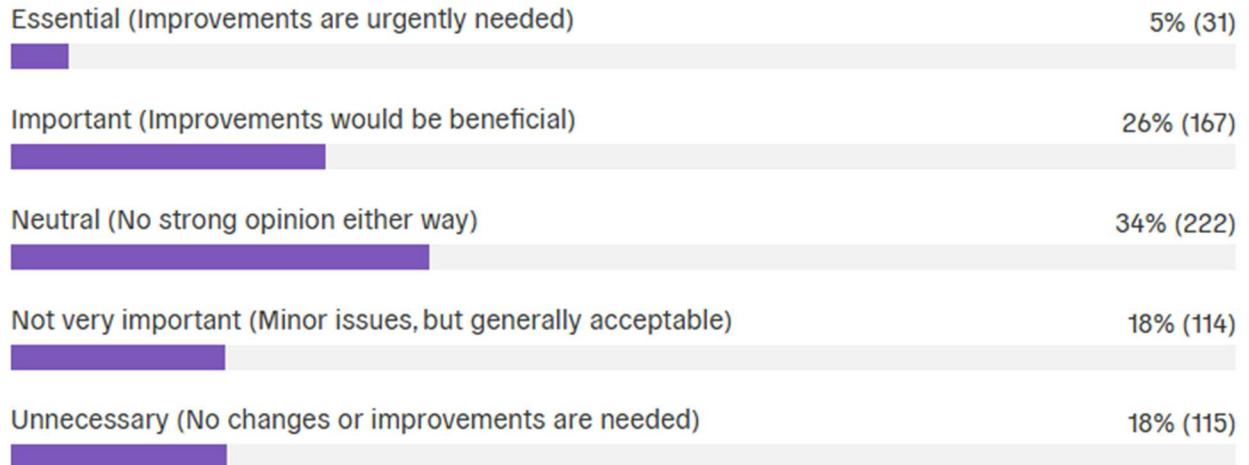 Essential (Improvements are urgently needed) 5% (31)
Important (Improvements would be beneficial) 26% (167)
Neutral (No strong opinion either way) 34% (222)
Not very important (Minor issues, but generally acceptable) 18% (114)
Unnecessary (No changes or improvements are needed) 18% (115)